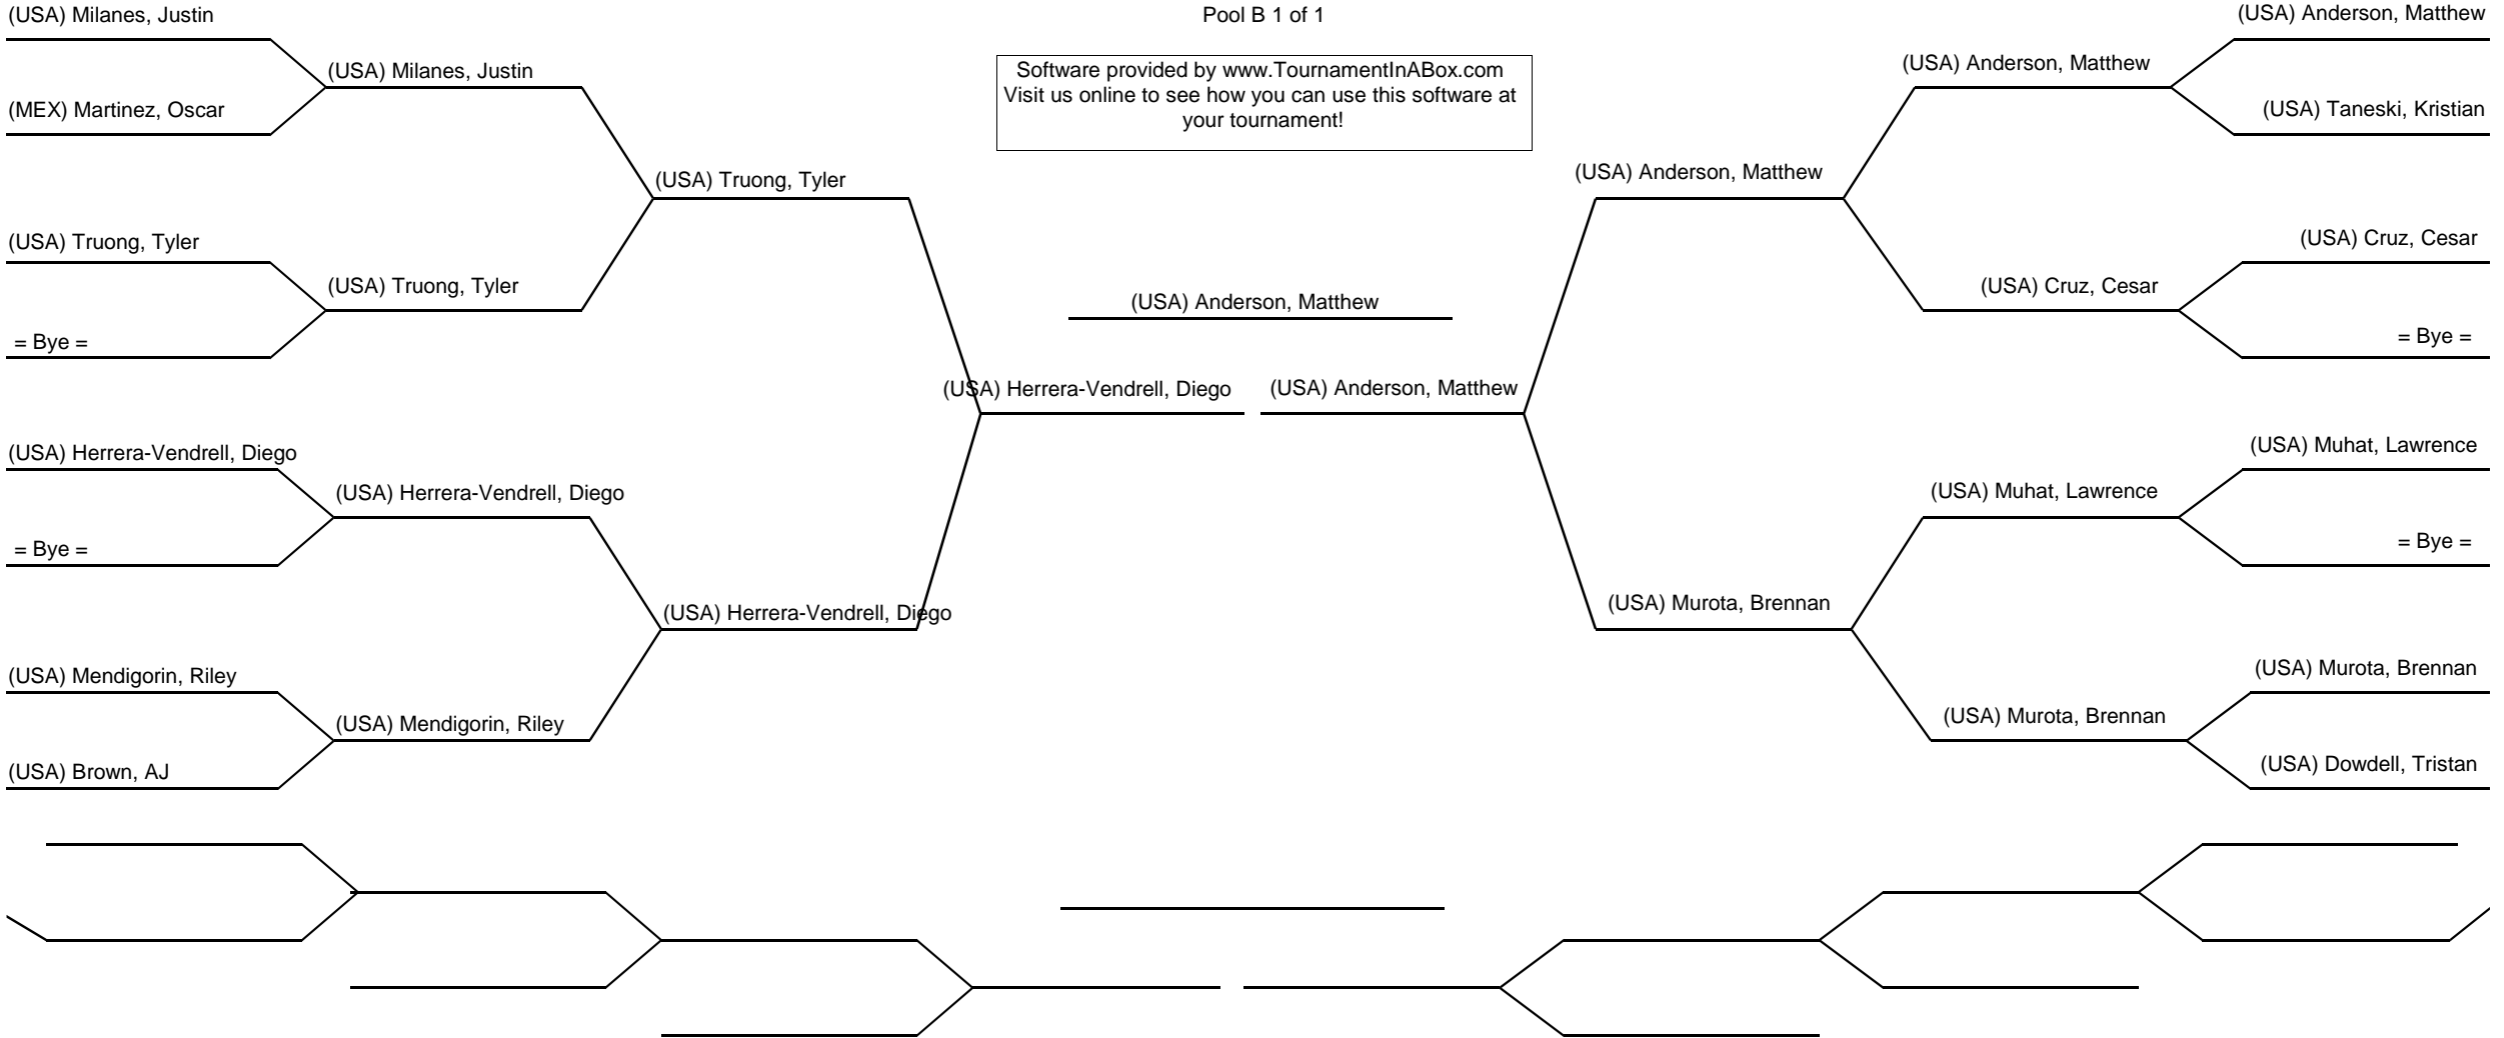 (USA) Milanes, Justin
(MEX) Martinez, Oscar
(USA) Truong, Tyler
= Bye =
(USA) Herrera-Vendrell, Diego
= Bye =
(USA) Mendigorin, Riley
(USA) Brown, AJ
(USA) Milanes, Justin
(USA) Truong, Tyler
(USA) Herrera-Vendrell, Diego
(USA) Mendigorin, Riley
(USA) Truong, Tyler
(USA) Herrera-Vendrell, Diego
(USA) Herrera-Vendrell, Diego
Pool B 1 of 1
Software provided by www.TournamentInABox.com
Visit us online to see how you can use this software at
your tournament!
(USA) Anderson, Matthew
(USA) Anderson, Matthew
(USA) Anderson, Matthew
(USA) Murota, Brennan
(USA) Anderson, Matthew
(USA) Cruz, Cesar
(USA) Muhat, Lawrence
(USA) Murota, Brennan
(USA) Anderson, Matthew
(USA) Taneski, Kristian
(USA) Cruz, Cesar
= Bye =
(USA) Muhat, Lawrence
= Bye =
(USA) Murota, Brennan
(USA) Dowdell, Tristan